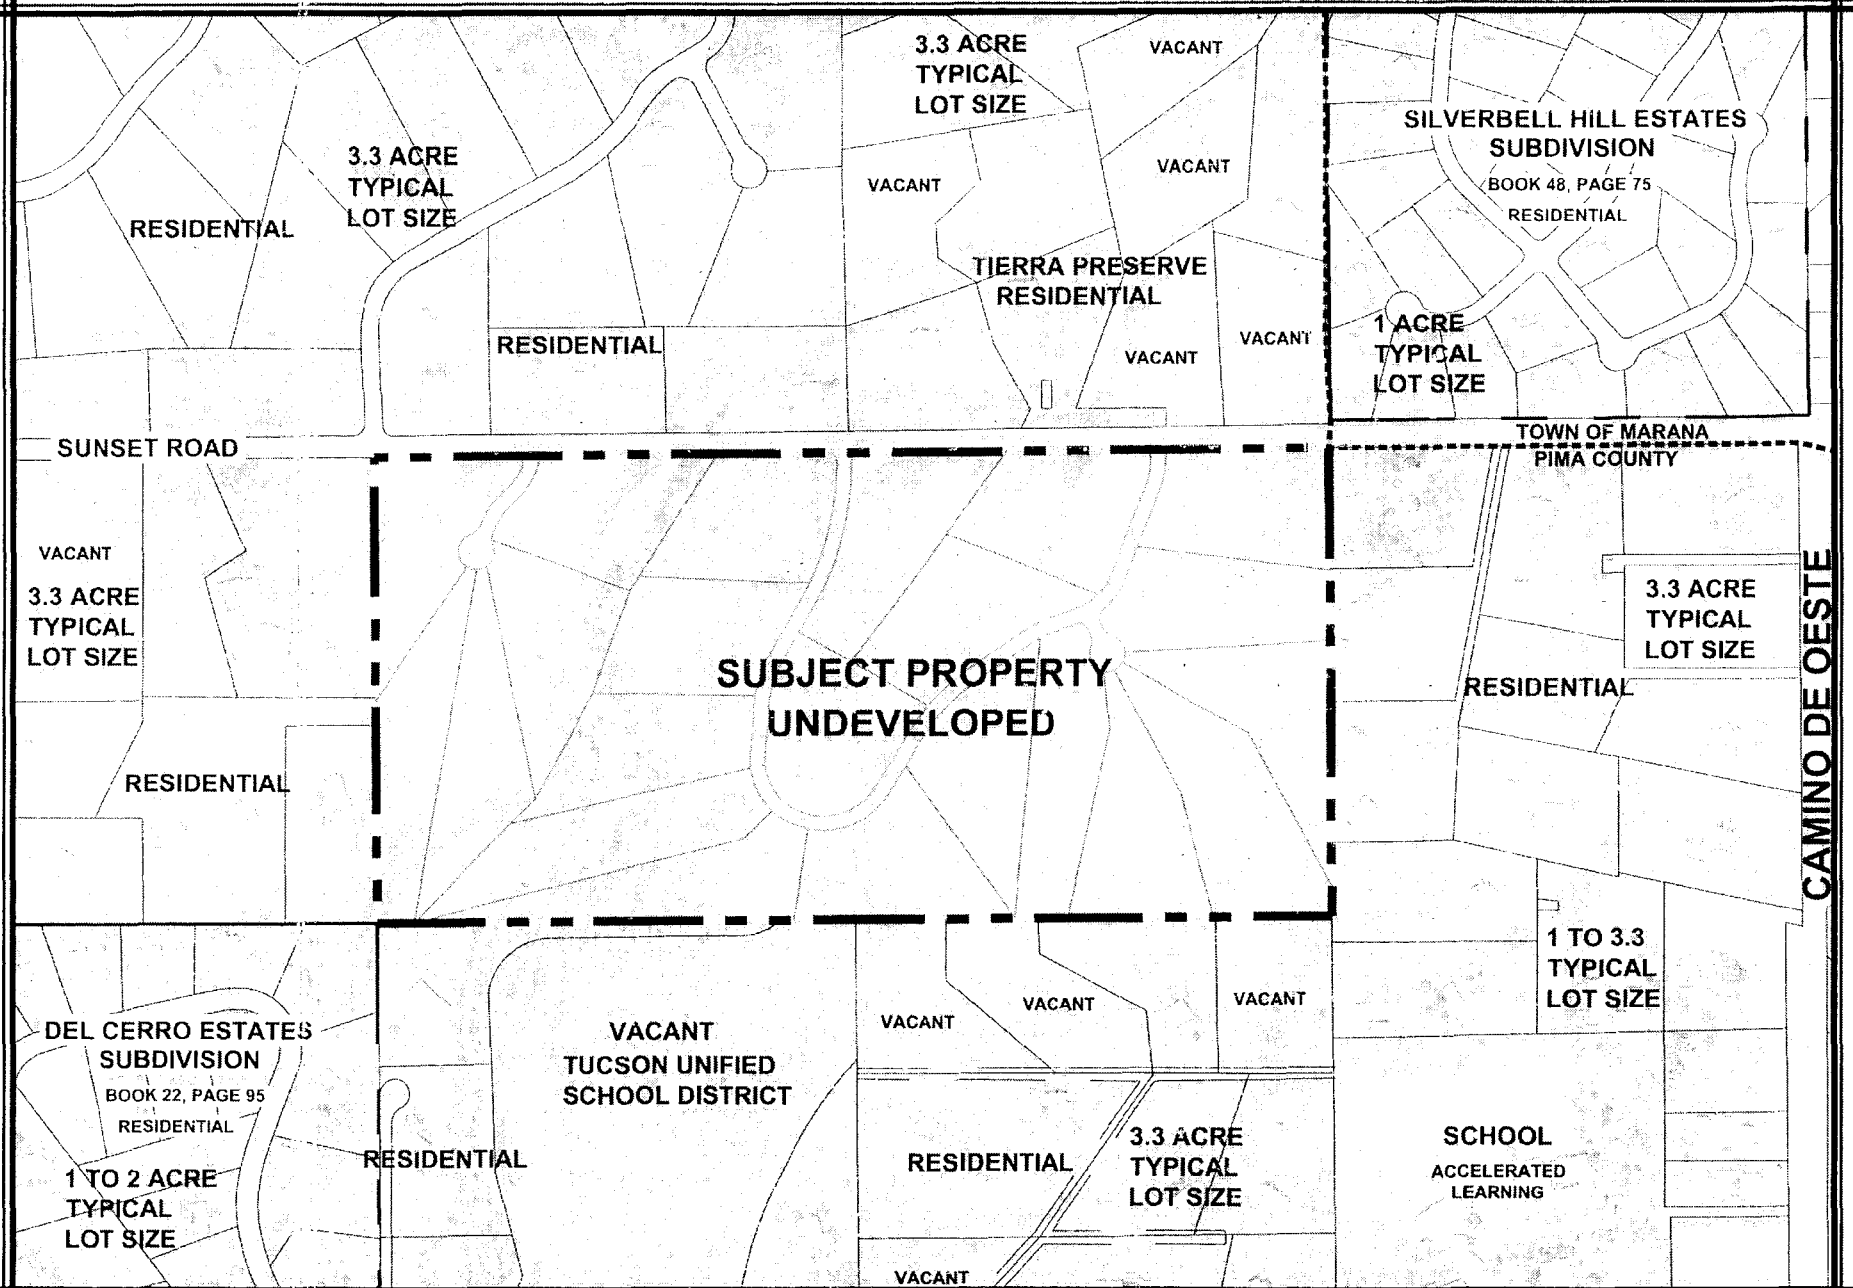 3.3 ACRE
TYPICAL
LOT SIZE
VACANT
SILVERBELL HILL ESTATES
SUBDIVISION
BOOK 48, PAGE 75
RESIDENTIAL
3.3 ACRE
TYPICAL
LOT SIZE
VACANT
VACANT
RESIDENTIAL
TIERRA PRESERVE
RESIDENTIAL
RESIDENTIAL
VACANT
VACANT
1 ACRE
TYPICAL
LOT SIZE
SUNSET ROAD
TOWN OF MARANA
PIMA COUNTY
VACANT
3.3 ACRE
TYPICAL
LOT SIZE
3.3 ACRE
TYPICAL
LOT SIZE
CAMINO DE OESTE
SUBJECT PROPERTY
UNDEVELOPED
RESIDENTIAL
RESIDENTIAL
1 TO 3.3
TYPICAL
LOT SIZE
DEL CERRO ESTATES
SUBDIVISION
BOOK 22, PAGE 95
RESIDENTIAL
1 TO 2 ACRE
TYPICAL
LOT SIZE
VACANT
TUCSON UNIFIED
SCHOOL DISTRICT
VACANT
VACANT
VACANT
RESIDENTIAL
RESIDENTIAL
3.3 ACRE
TYPICAL
LOT SIZE
SCHOOL
ACCELERATED
LEARNING
VACANT